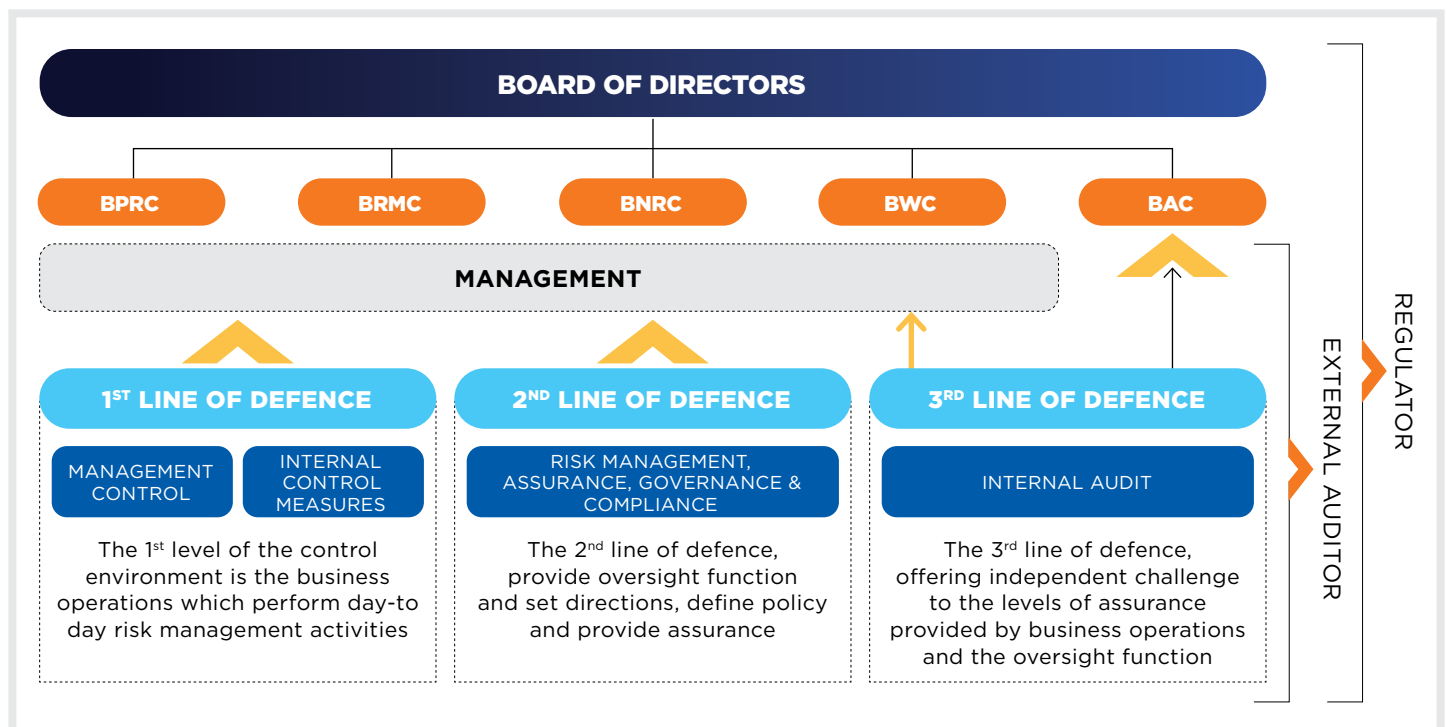 BOARD OF DIRECTORS
BPRC
BRMC
BNRC
BWC
BAC
MANAGEMENT
1ST LINE OF DEFENCE
MANAGEMENT
CONTROL
INTERNAL
CONTROL
MEASURES
The 1st level of the control
environment is the business
operations which perform day-to
day risk management activities
2ND LINE OF DEFENCE
RISK MANAGEMENT,
ASSURANCE, GOVERNANCE &
COMPLIANCE
The 2nd line of defence,
provide oversight function
and set directions, define policy
and provide assurance
3RD LINE OF DEFENCE
INTERNAL AUDIT
The 3rd line of defence,
offering independent challenge
to the levels of assurance
provided by business operations
and the oversight function
EXTERNAL AUDITOR
REGULATOR